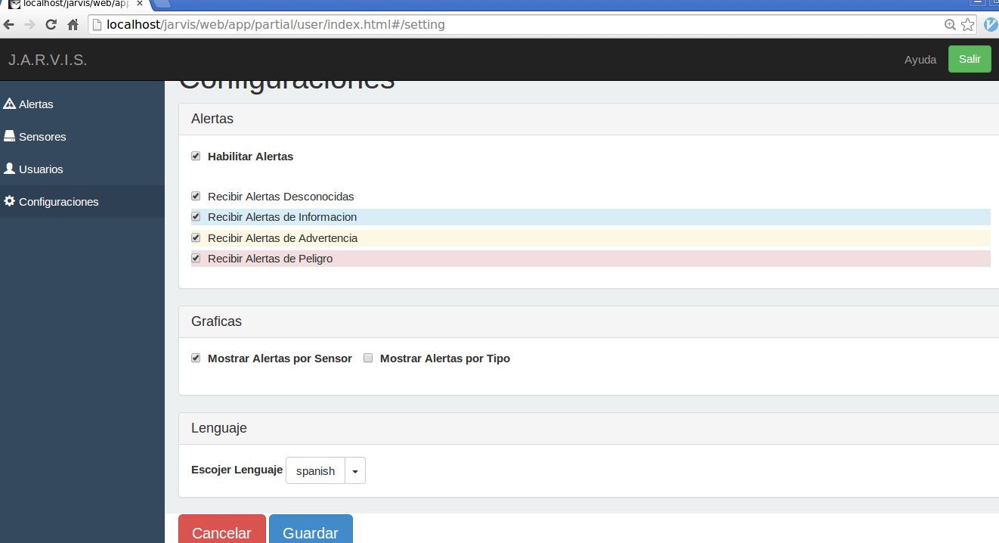 localhost/jarvis/web/app
localhost/jarvis/web/app/partial/user/index.html#/setting
J.A.R.V.I.S.
Ayuda
Salir
Alertas
Sensores
Usuarios
Configuraciones
Configuraciones
Alertas
Habilitar Alertas
Recibir Alertas Desconocidas
Recibir Alertas de Informacion
Recibir Alertas de Advertencia
Recibir Alertas de Peligro
Graficas
Mostrar Alertas por Sensor Mostrar Alertas por Tipo
Lenguaje
Escojer Lenguaje spanish
Cancelar Guardar